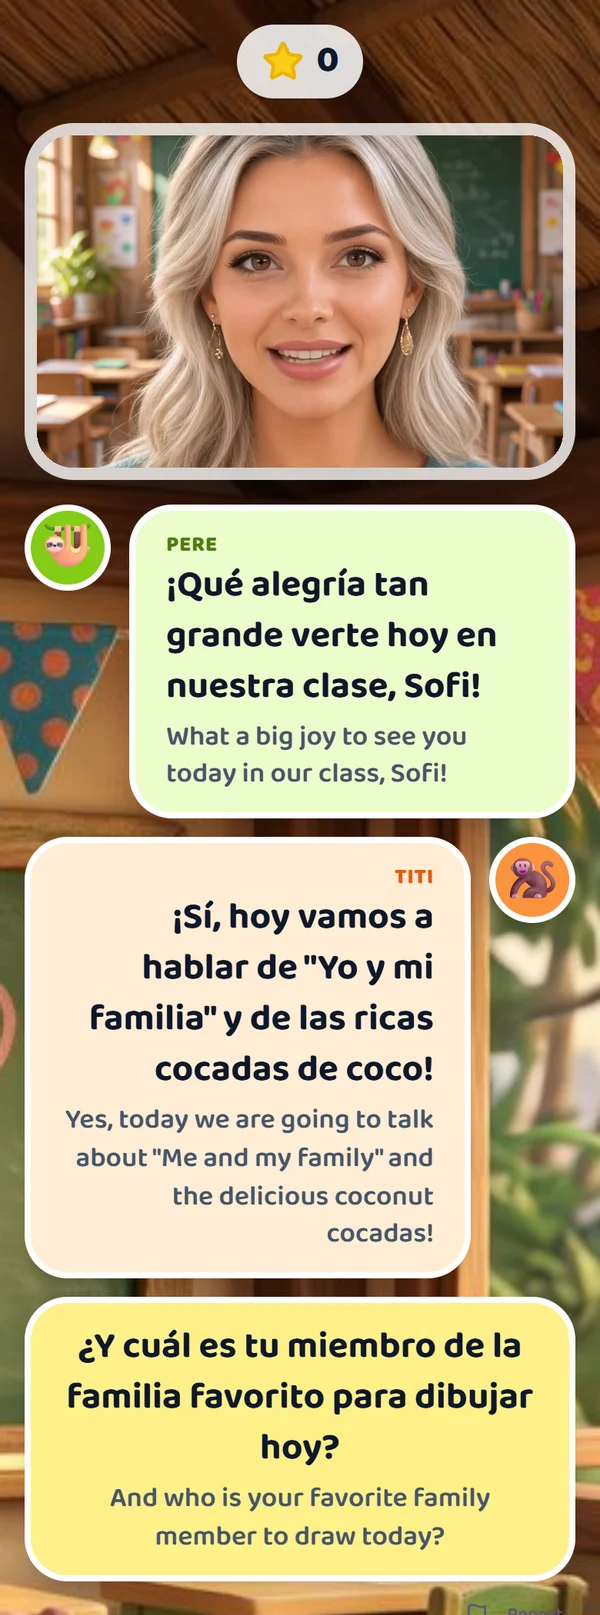 0
PERE
¡Qué alegría tan
grande verte hoy en
nuestra clase, Sofi!
What a big joy to see you
today in our class, Sofi!
TITI
¡Sí, hoy vamos a
hablar de "Yo y mi
familia" y de las ricas
cocadas de coco!
Yes, today we are going to talk
about "Me and my family" and
the delicious coconut
cocadas!
¿Y cuál es tu miembro de la
familia favorito para dibujar
hoy?
And who is your favorite family
member to draw today?